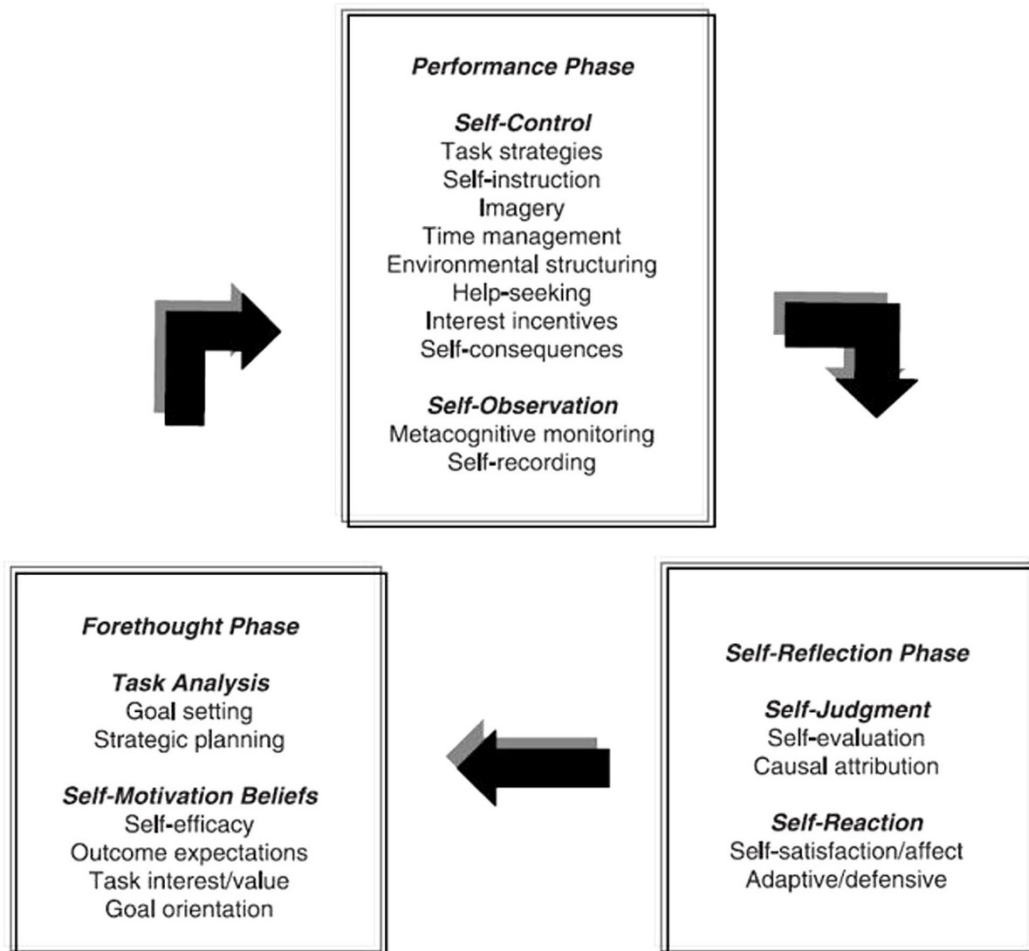 Performance Phase
Self-Control
Task strategies
Self-instruction
Imagery
Time management
Environmental structuring
Help-seeking
Interest incentives
Self-consequences
Self-Observation
Metacognitive monitoring
Self-recording
Forethought Phase
Task Analysis
Goal setting
Strategic planning
Self-Motivation Beliefs
Self-efficacy
Outcome expectations
Task interest/value
Goal orientation
Self-Reflection Phase
Self-Judgment
Self-evaluation
Causal attribution
Self-Reaction
Self-satisfaction/affect
Adaptive/defensive